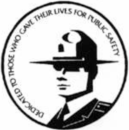 DEDICATED TO THOSE WHO GAVE THEIR LIVES FOR PUBLIC SAFETY